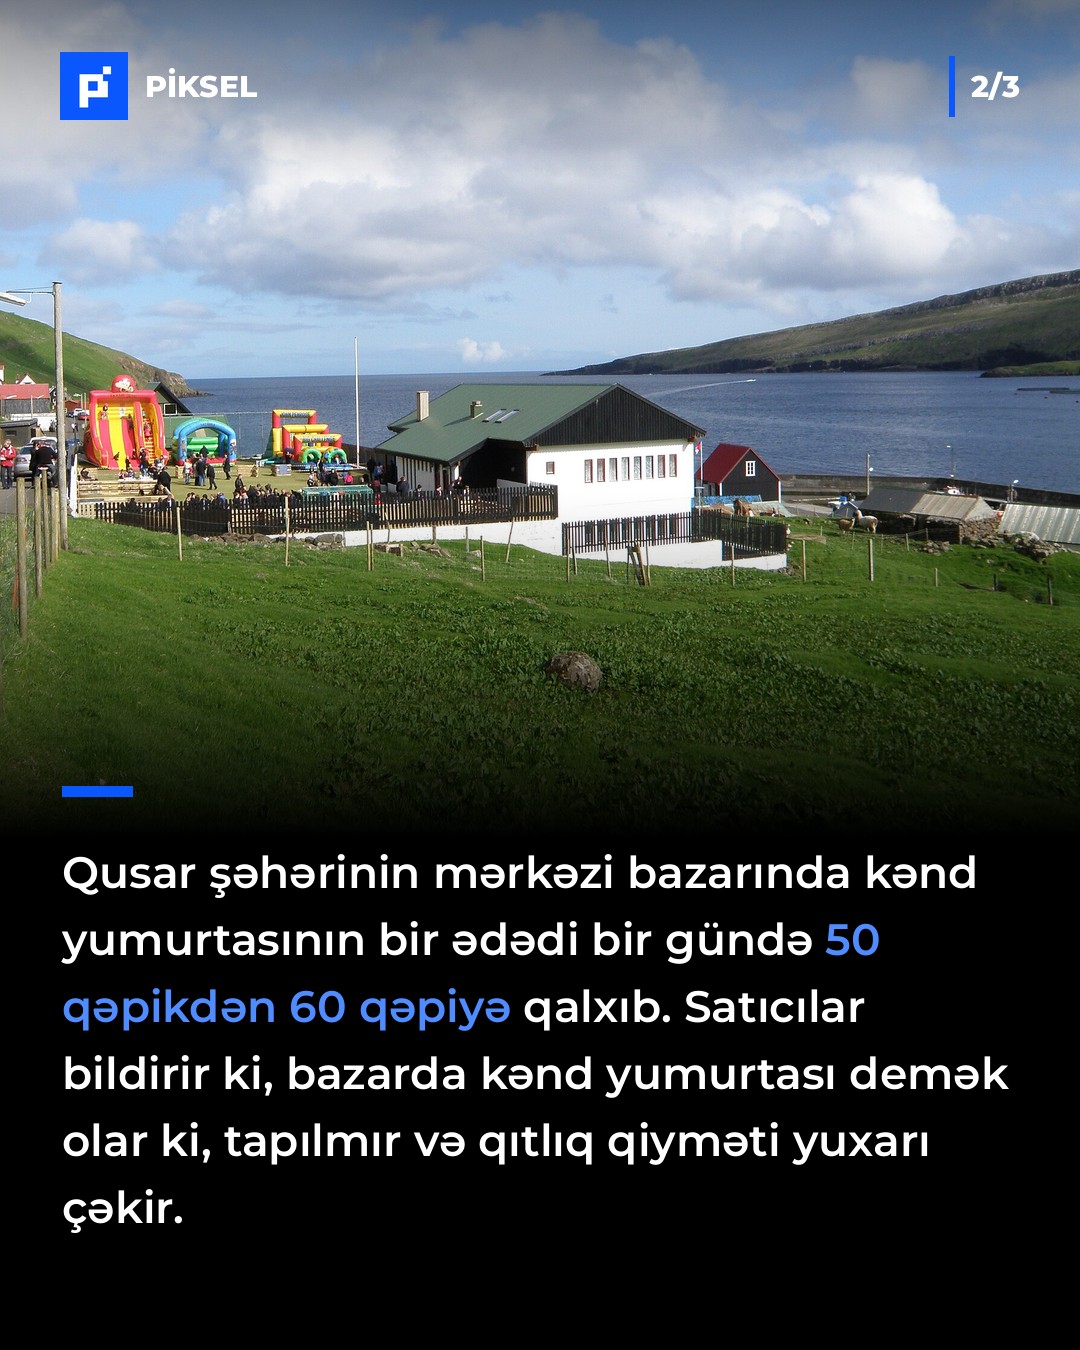 PİKSEL
2/3
Qusar şəhərinin mərkəzi bazarında kənd
yumurtasının bir ədədi bir gündə 50
qəpikdən 60 qəpiyə qalxıb. Satıcılar
bildirir ki, bazarda kənd yumurtası demək
olar ki, tapılmır və qıtlıq qiyməti yuxarı
çəkir.